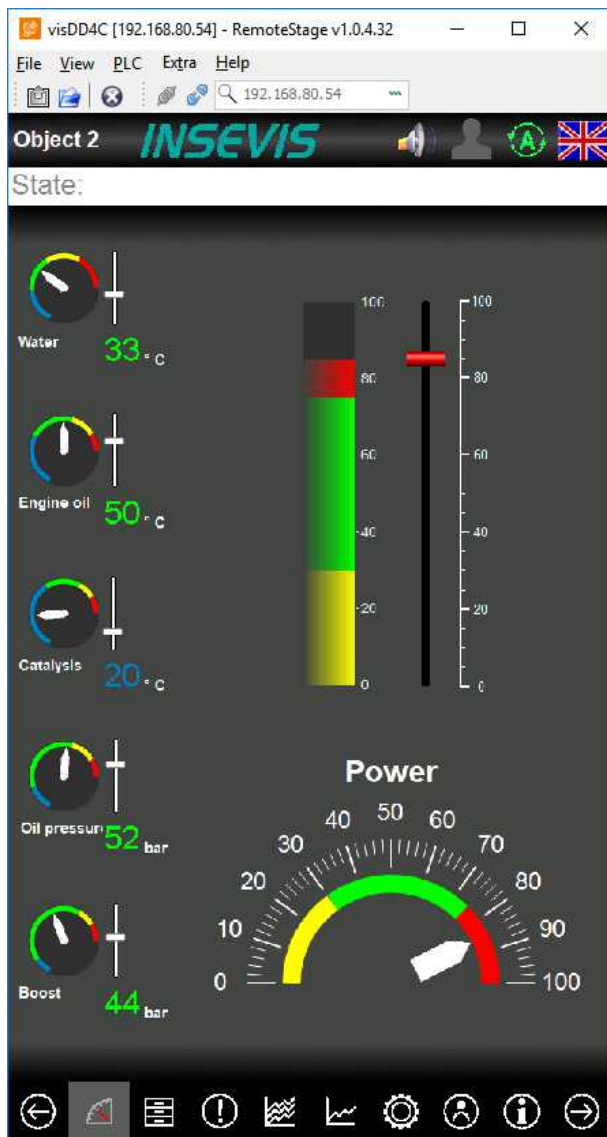 visDD4C [192.168.80.54] - RemoteStage v1.0.4.32
File View PLC Extra Help
192.168.80.54
Object 2 INSEVIS A
State:
Water
33 ° C
Engine oil
50 ° C
Catalysis
20 ° C
Oil pressur
52 bar
Boost
44 bar
100
80
60
40
20
0
100
80
60
40
20
0
Power
0 10 20 30 40 50 60 70 80 90 100